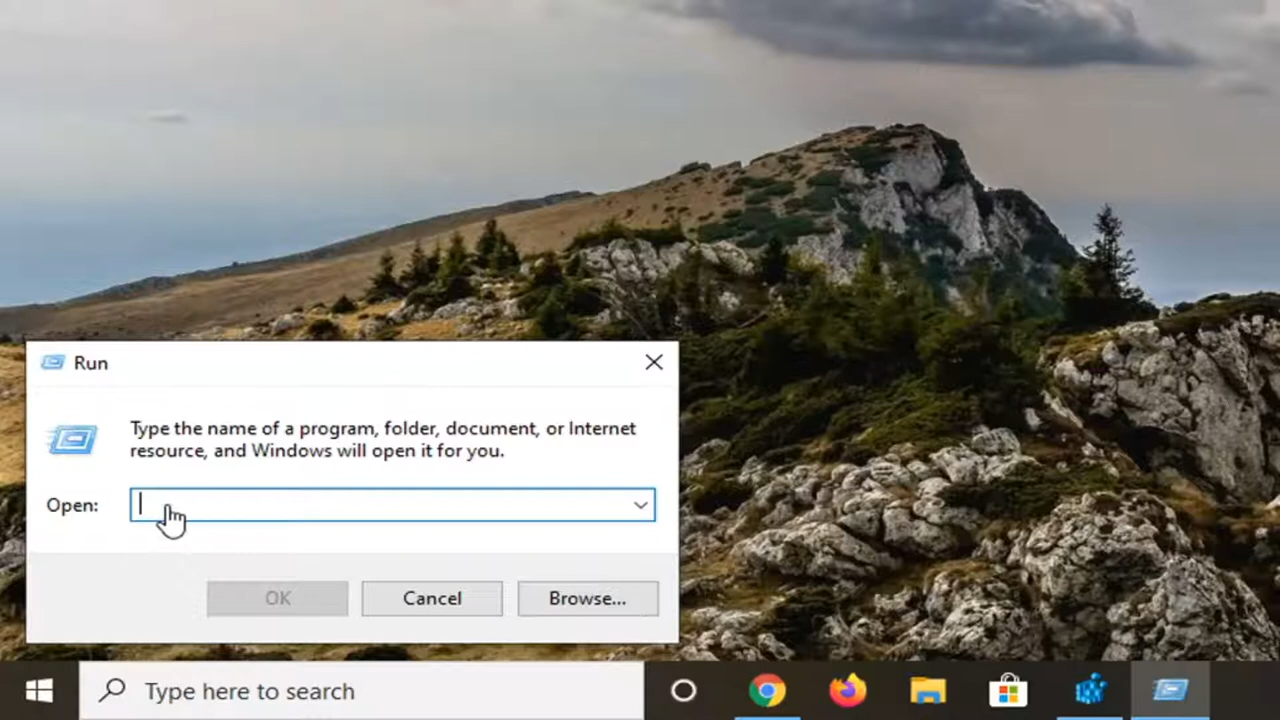 Run
Type the name of a program, folder, document, or Internet
resource, and Windows will open it for you.
Open:
OK
Cancel
Browse...
Type here to search